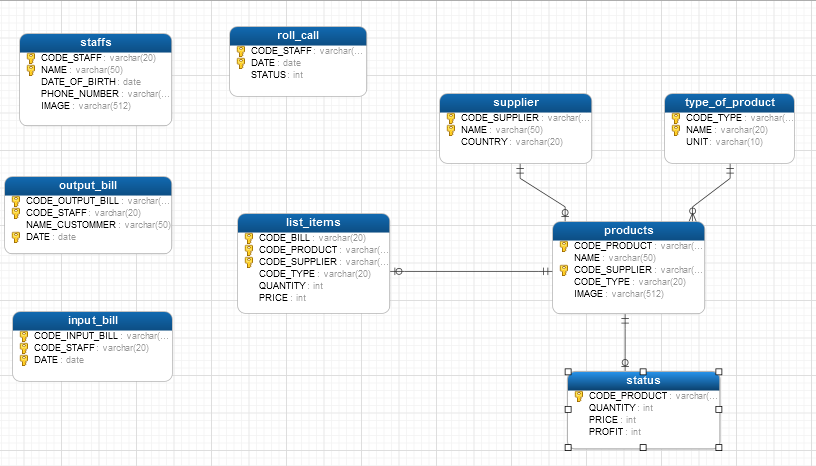 staffs
CODE_STAFF : varchar(20)
NAME : varchar(50)
DATE_OF_BIRTH : date
PHONE_NUMBER : varchar(...
IMAGE : varchar(512)
roll_call
CODE_STAFF : varchar(...
DATE : date
STATUS : int
supplier
CODE_SUPPLIER : varchar(...
NAME : varchar(50)
COUNTRY : varchar(20)
type_of_product
CODE_TYPE : varchar(...
NAME : varchar(20)
UNIT : varchar(10)
output_bill
CODE_OUTPUT_BILL : varchar(...
CODE_STAFF : varchar(20)
NAME_CUSTOMMER : varchar(50)
DATE : date
list_items
CODE_BILL : varchar(20)
CODE_PRODUCT : varchar(...
CODE_SUPPLIER : varchar(...
CODE_TYPE : varchar(20)
QUANTITY : int
PRICE : int
products
CODE_PRODUCT : varchar(...
NAME : varchar(50)
CODE_SUPPLIER : varchar(...
CODE_TYPE : varchar(20)
IMAGE : varchar(512)
input_bill
CODE_INPUT_BILL : varchar(...
CODE_STAFF : varchar(20)
DATE : date
status
CODE_PRODUCT : varchar(...
QUANTITY : int
PRICE : int
PROFIT : int